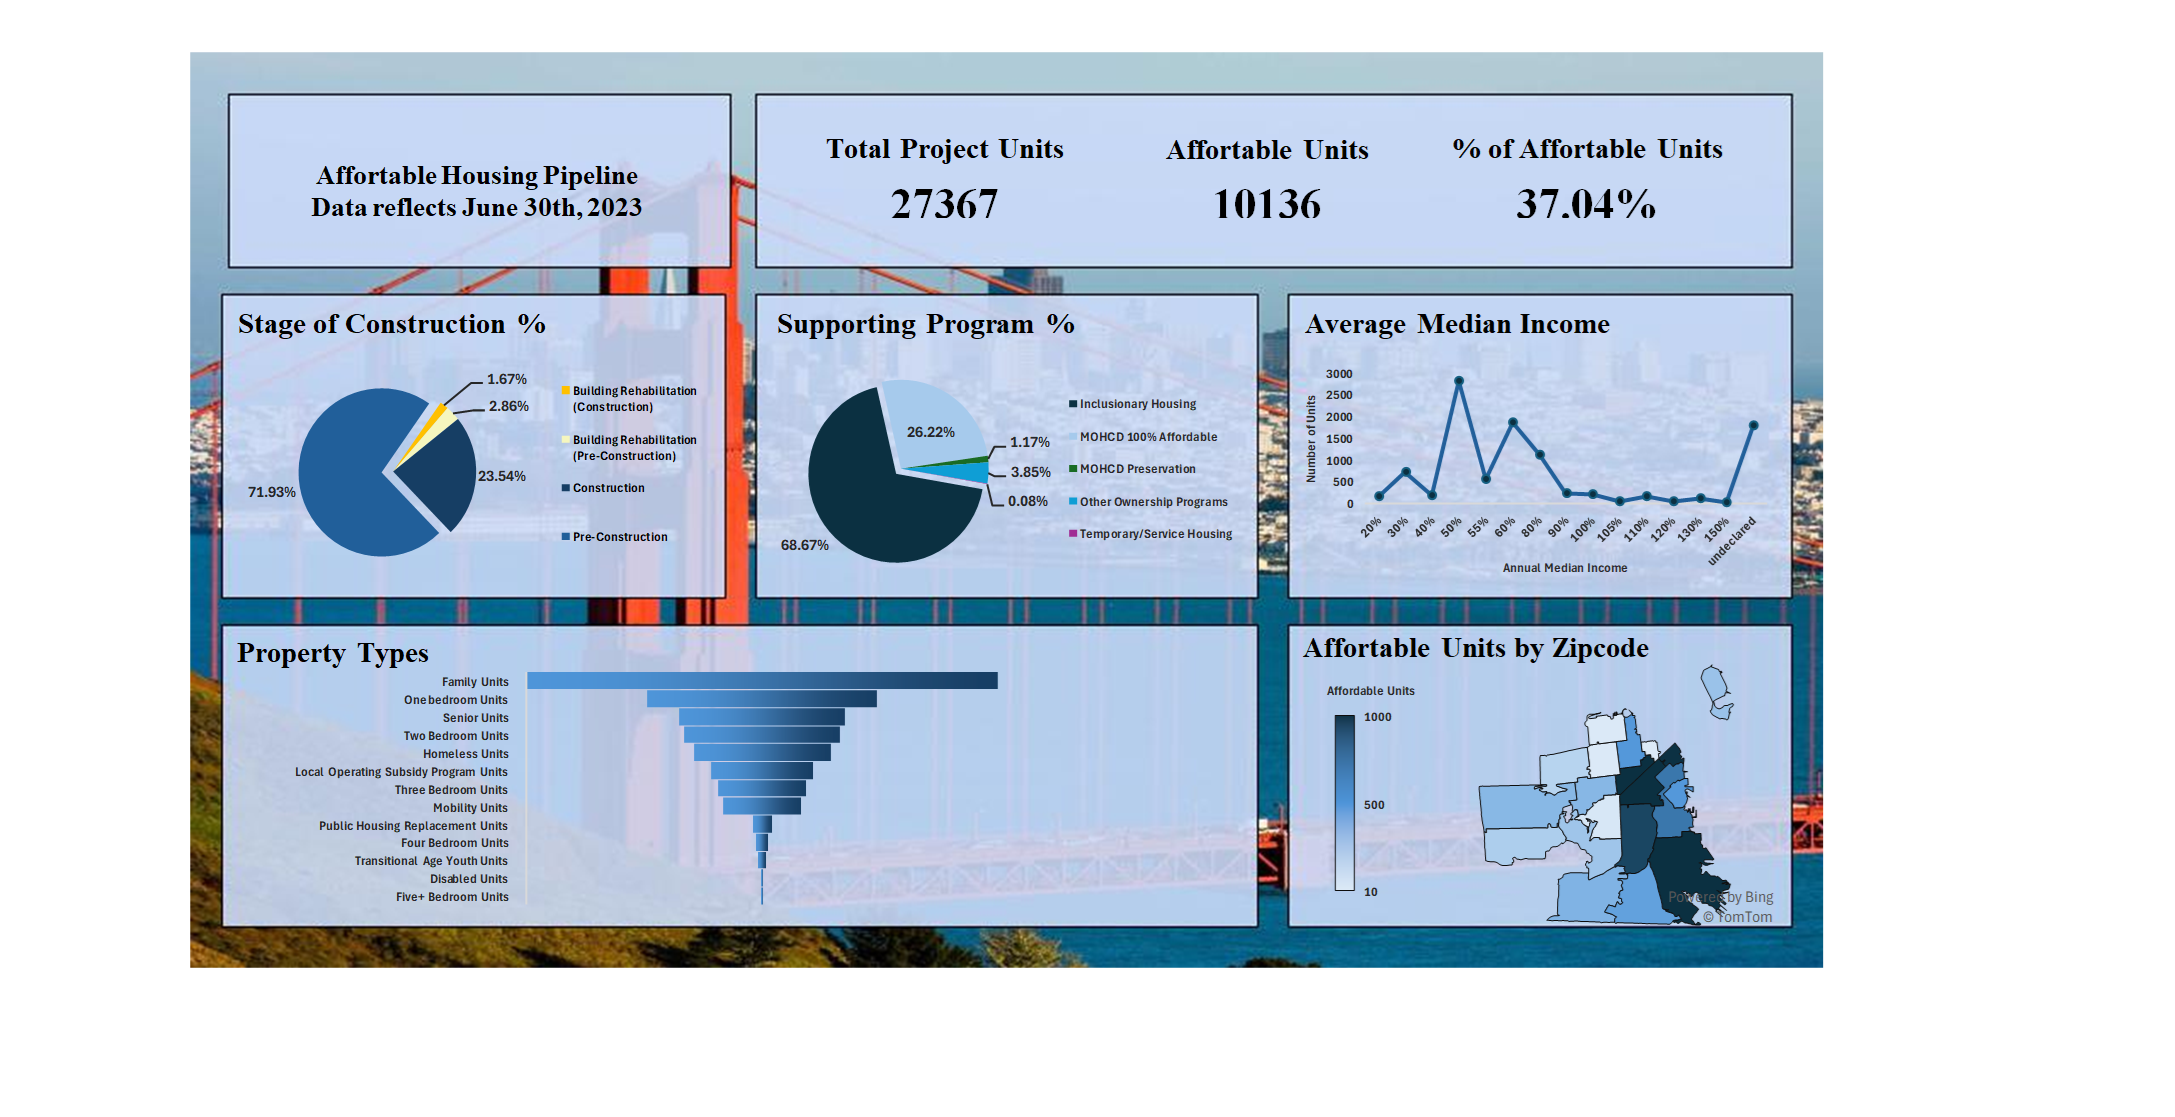 Affortable Housing Pipeline
Data reflects June 30th, 2023
Total Project Units
27367
Affortable Units
10136
% of Affortable Units
37.04%
Stage of Construction %
1.67%
2.86%
23.54%
71.93%
Building Rehabilitation
(Construction)
Building Rehabilitation
(Pre-Construction)
Construction
Pre-Construction
Supporting Program %
26.22%
1.17%
3.85%
0.08%
68.67%
Inclusionary Housing
MOHCD 100% Affordable
MOHCD Preservation
Other Ownership Programs
Temporary/Service Housing
Average Median Income
Number of Units
3000
2500
2000
1500
1000
500
0
20%
30%
40%
50%
55%
60%
80%
90%
100%
105%
110%
120%
130%
150%
undeclared
Annual Median Income
Property Types
Family Units
One bedroom Units
Senior Units
Two Bedroom Units
Homeless Units
Local Operating Subsidy Program Units
Three Bedroom Units
Mobility Units
Public Housing Replacement Units
Four Bedroom Units
Transitional Age Youth Units
Disabled Units
Five+ Bedroom Units
Affortable Units by Zipcode
Affordable Units
1000
500
10
Powered by Bing
© TomTom